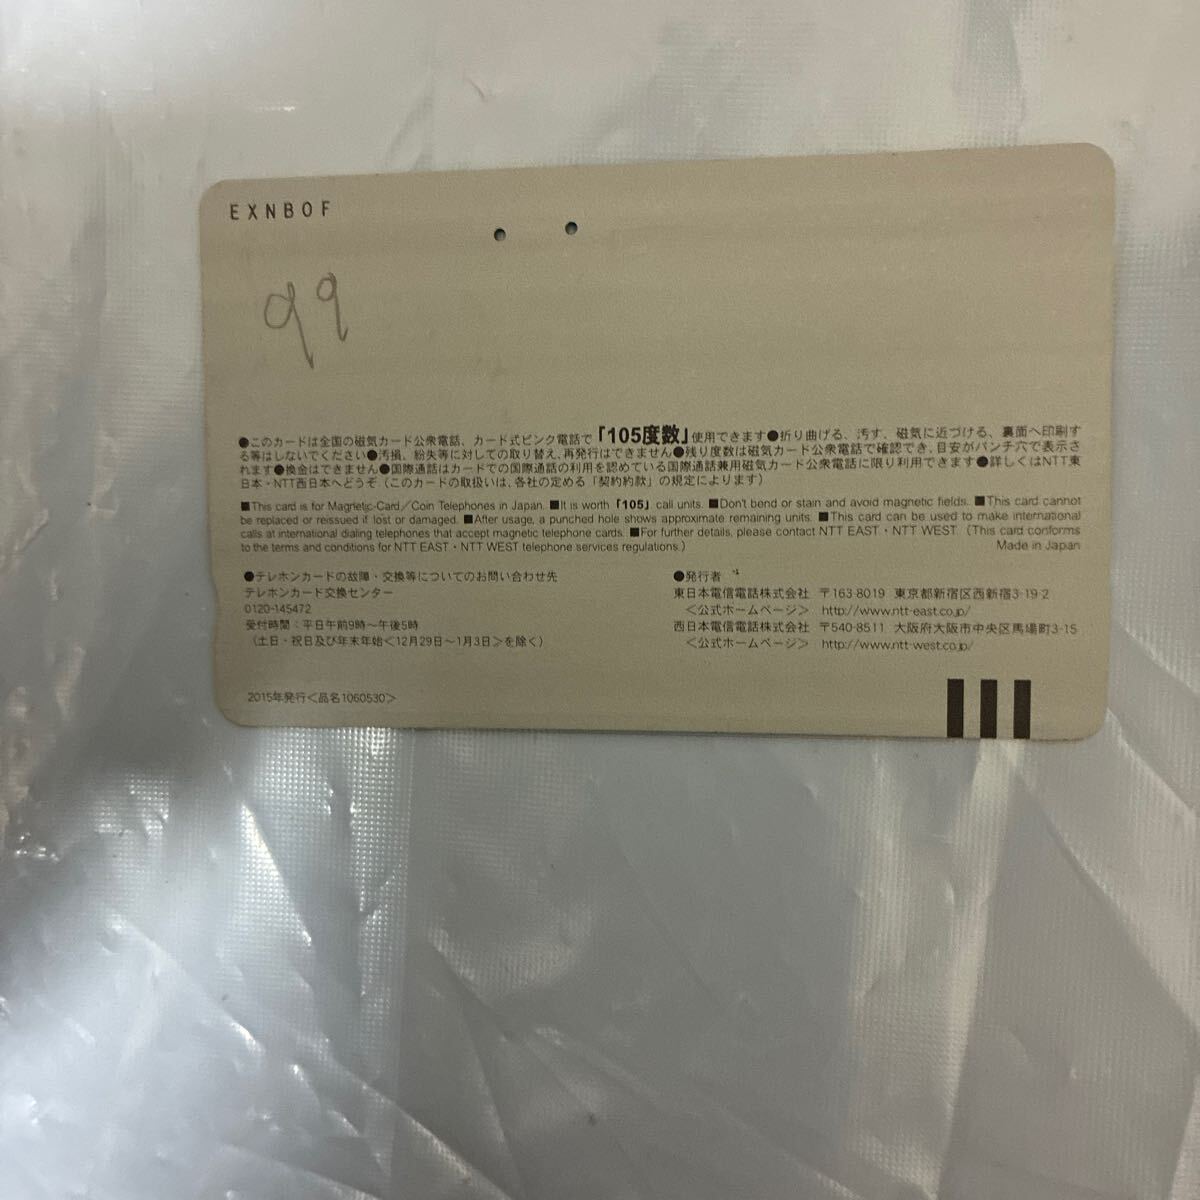 EXNBOF
99
●このカードは全国の磁気カード公衆電話、カード式ピンク電話で「105度数」使用できます●折り曲げる、汚す、磁気に近づける、裏面へ印刷す
る等はしないでください●汚損、紛失等に対しての取り替え、再発行はできません●残り度数は磁気カード公衆電話で確認でき、目安がパンチ穴で表示さ
れます●換金はできません●国際通話はカードでの国際通話の利用を認めている国際通話兼用磁気カード公衆電話に限り利用できます●詳しくはNTT東
日本・NTT西日本へどうぞ（このカードの取扱いは、各社の定める「契約約款」の規定によります）
■This card is for Magnetic-Card/Coin Telephones in Japan. ■It is worth「105」call units. ■Don't bend or stain and avoid magnetic fields. ■This card cannot
be replaced or reissued if lost or damaged. ■After usage, a punched hole shows approximate remaining units. ■This card can be used to make international
calls at international dialing telephones that accept magnetic telephone cards. ■For further details, please contact NTT EAST・NTT WEST.（This card conforms
to the terms and conditions for NTT EAST・NTT WEST telephone services regulations.） Made in Japan
●テレホンカードの故障・交換等についてのお問い合わせ先
テレホンカード交換センター
0120-145472
受付時間：平日午前9時～午後5時
（土日・祝日及び年末年始＜12月29日～1月3日＞を除く）
●発行者
東日本電信電話株式会社 〒163-8019 東京都新宿区西新宿3-19-2
＜公式ホームページ＞ http://www.ntt-east.co.jp/
西日本電信電話株式会社 〒540-8511 大阪府大阪市中央区馬場町3-15
＜公式ホームページ＞ http://www.ntt-west.co.jp/
2015年発行＜品名1060530＞